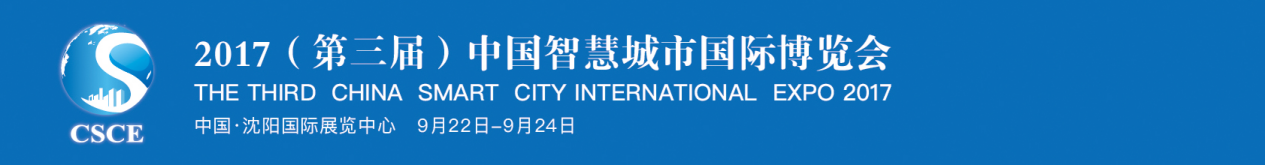 2017（第三届）中国智慧城市国际博览会
THE THIRD CHINA SMART CITY INTERNATIONAL EXPO 2017
中国·沈阳国际展览中心 9月22日-9月24日
CSCE